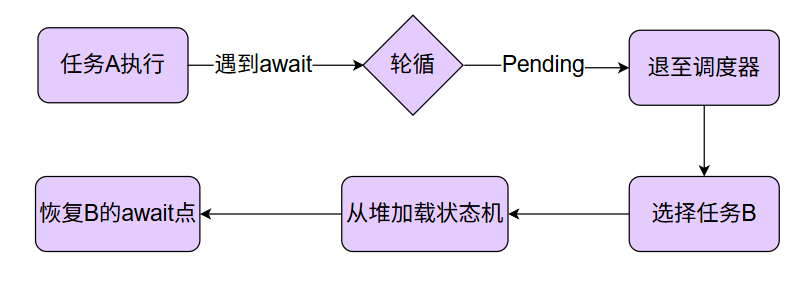 任务A执行
遇到await
轮循
Pending
退至调度器
选择任务B
从堆加载状态机
恢复B的await点